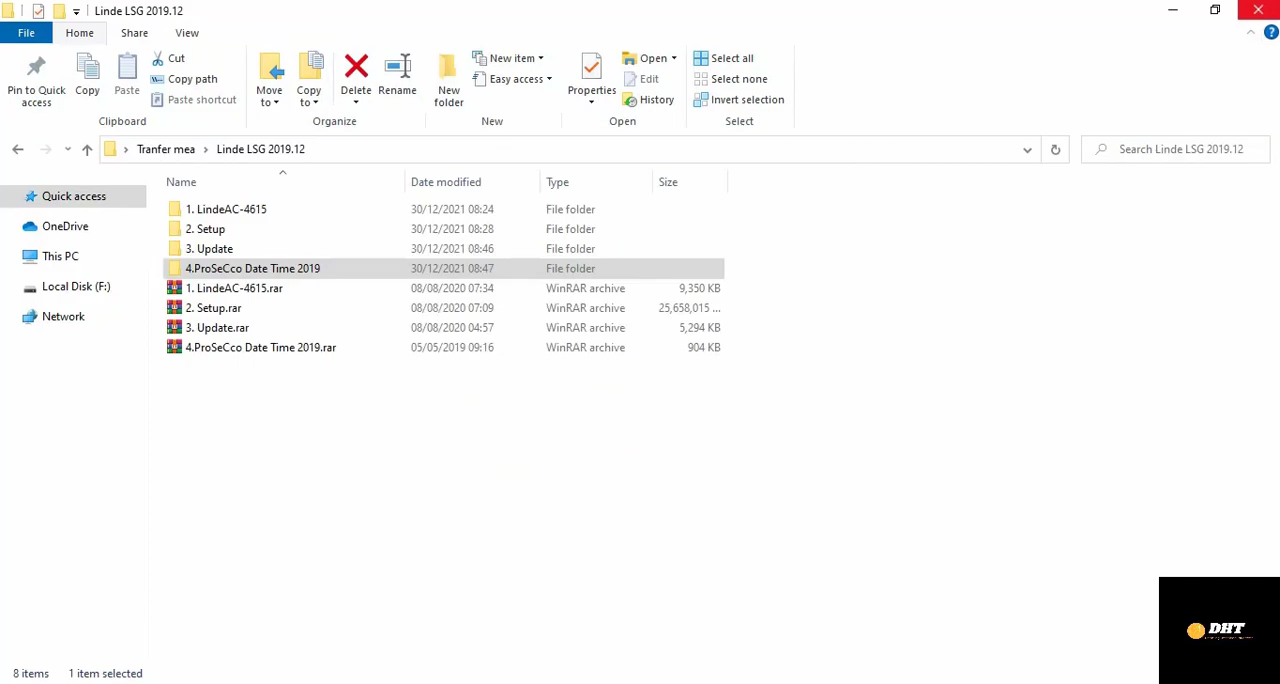 Linde LSG 2019.12
File Home Share View
Pin to Quick access
Copy
Paste
Cut
Copy path
Paste shortcut
Clipboard
Move to
Copy to
Delete
Rename
Organize
New folder
New item
Easy access
New
Properties
Open
Edit
History
Open
Select all
Select none
Invert selection
Select
Tranfer mea > Linde LSG 2019.12
Search Linde LSG 2019.12
Name Date modified Type Size
Quick access
OneDrive
This PC
Local Disk (F:)
Network
1. LindeAC-4615 30/12/2021 08:24 File folder
2. Setup 30/12/2021 08:28 File folder
3. Update 30/12/2021 08:46 File folder
4.ProSeCco Date Time 2019 30/12/2021 08:47 File folder
1. LindeAC-4615.rar 08/08/2020 07:34 WinRAR archive 9,350 KB
2. Setup.rar 08/08/2020 07:09 WinRAR archive 25,658,015 ...
3. Update.rar 08/08/2020 04:57 WinRAR archive 5,294 KB
4.ProSeCco Date Time 2019.rar 05/05/2019 09:16 WinRAR archive 904 KB
DHT
8 items 1 item selected